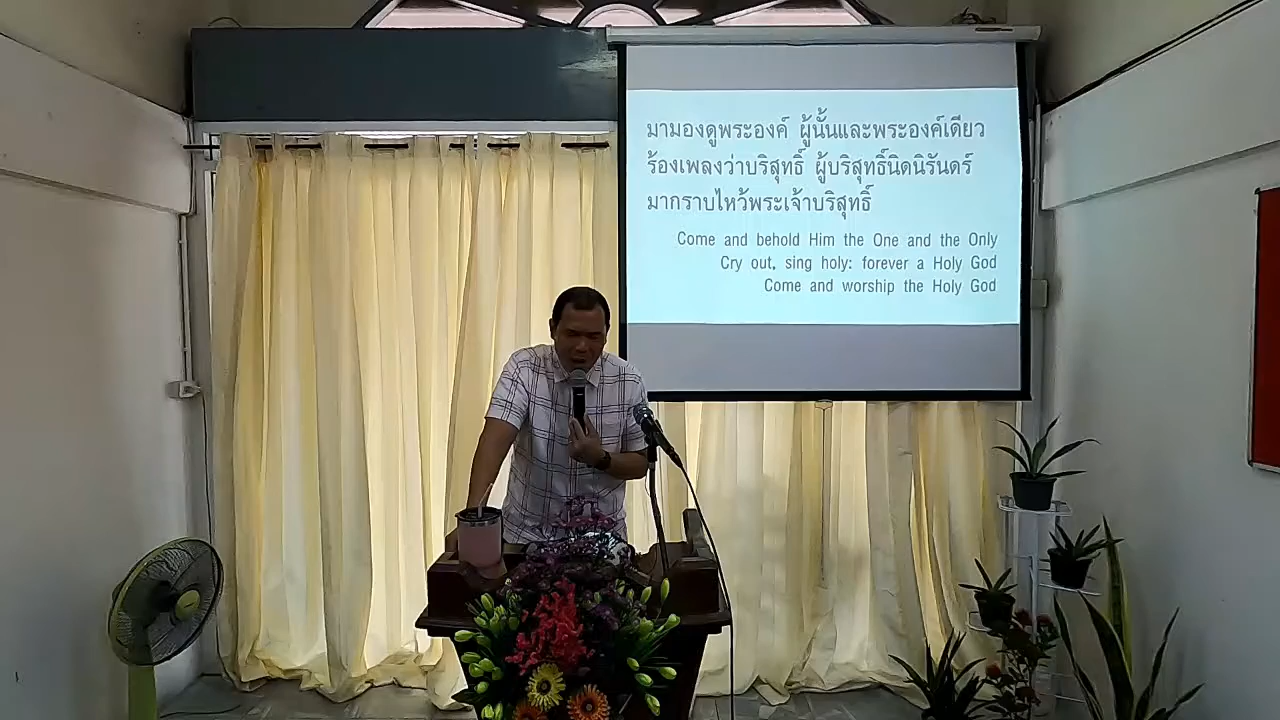 มามองดูพระองค์ ผู้นั้นและพระองค์เดียว
ร้องเพลงว่าบริสุทธิ์ ผู้บริสุทธิ์นิดนิรันดร์
มากราบไหว้พระเจ้าบริสุทธิ์
Come and behold Him the One and the Only
Cry out, sing holy: forever a Holy God
Come and worship the Holy God